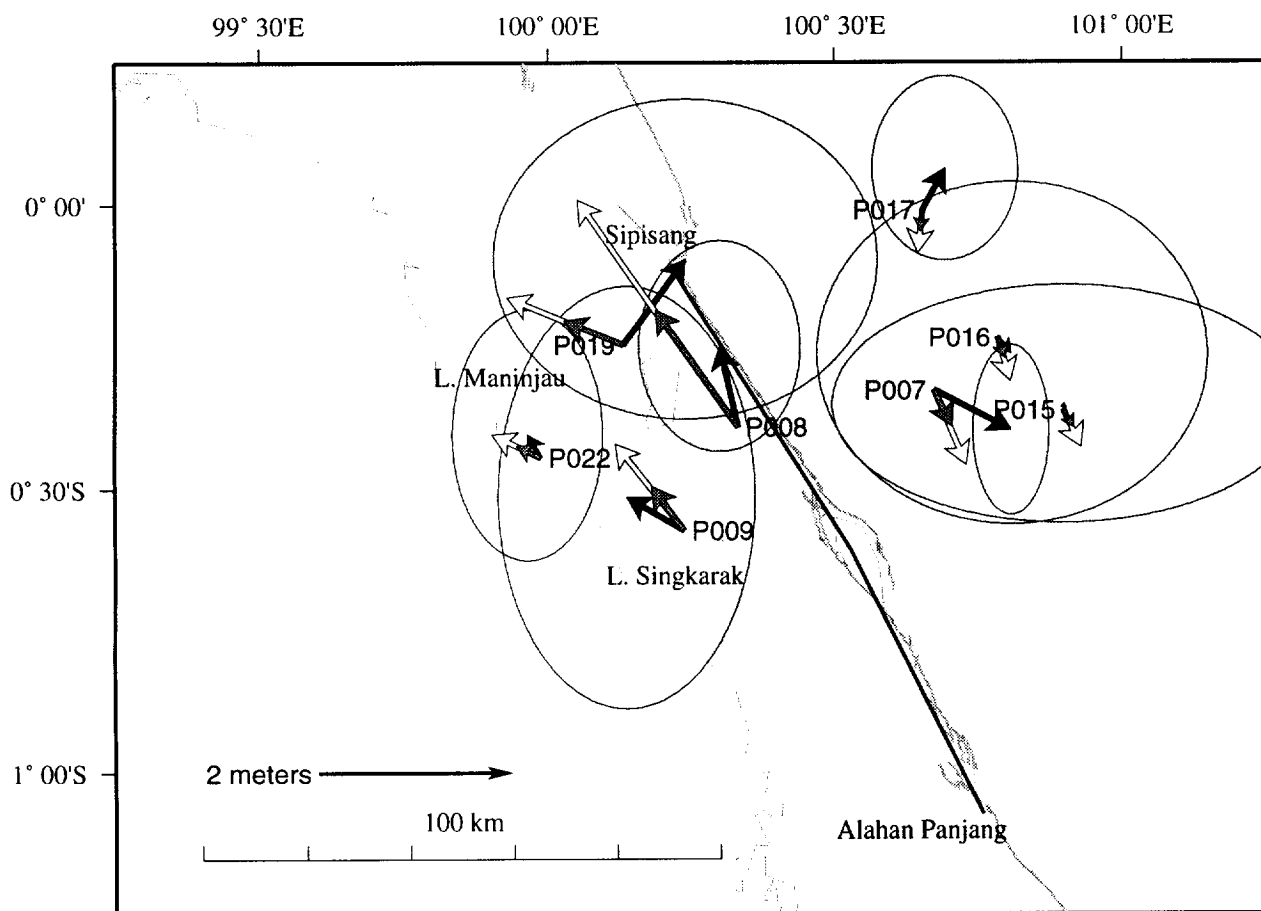 99° 30'E 100° 00'E 100° 30'E 101° 00'E
0° 00'
P017
Sipisang
P016
P019
L. Maninjau
P007
P015
P008
P022
0° 30'S
P009
L. Singkarak
1° 00'S
2 meters
100 km
Alahan Panjang